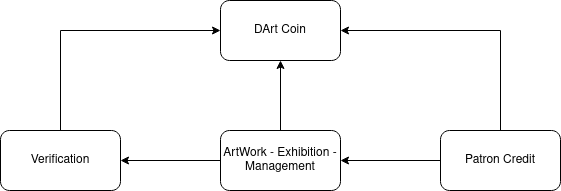 DArt Coin
Verification
ArtWork - Exhibition -
Management
Patron Credit